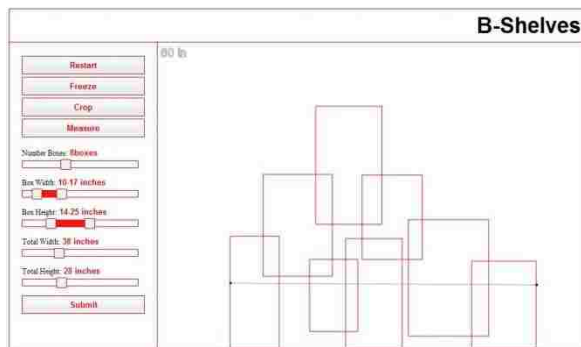 B-Shelves
60 in
Restart
Freeze
Crop
Measure
Number Boxes: 8boxes
Box Width: 10-17 inches
Box Height: 14-25 inches
Total Width: 38 inches
Total Height: 28 inches
Submit